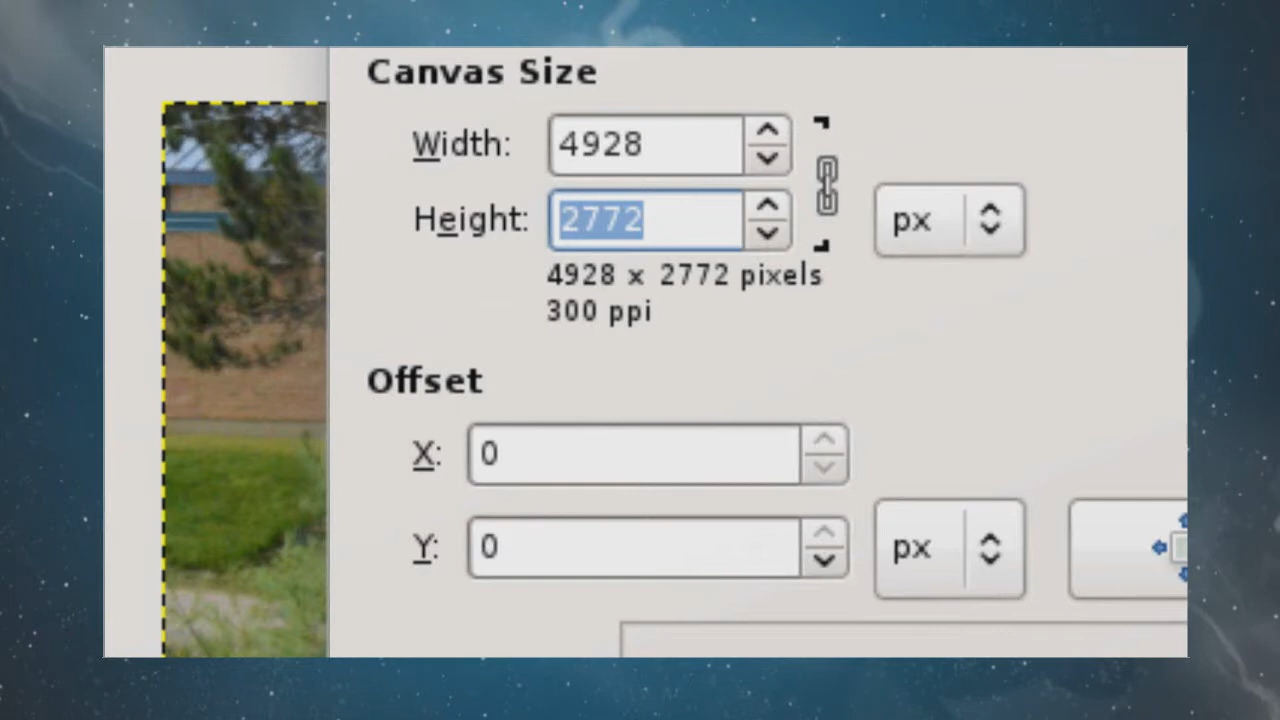 Canvas Size
Width: 4928
Height: 2772 px
4928 x 2772 pixels
300 ppi
Offset
X: 0
Y: 0 px